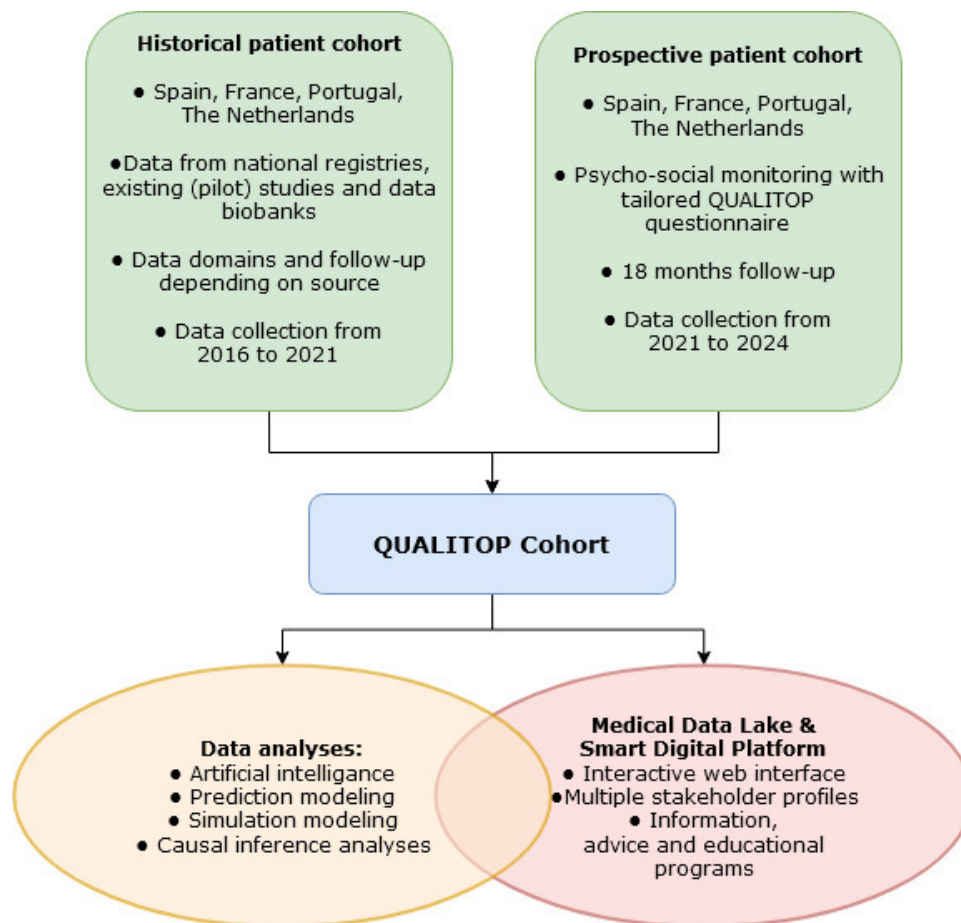 Historical patient cohort
● Spain, France, Portugal,
The Netherlands
●Data from national registries,
existing (pilot) studies and data
biobanks
● Data domains and follow-up
depending on source
● Data collection from
2016 to 2021
Prospective patient cohort
● Spain, France, Portugal,
The Netherlands
● Psycho-social monitoring with
tailored QUALITOP
questionnaire
● 18 months follow-up
● Data collection from
2021 to 2024
QUALITOP Cohort
Data analyses:
● Artificial intelligance
● Prediction modeling
● Simulation modeling
● Causal inference analyses
Medical Data Lake &
Smart Digital Platform
● Interactive web interface
●Multiple stakeholder profiles
● Information,
advice and educational
programs